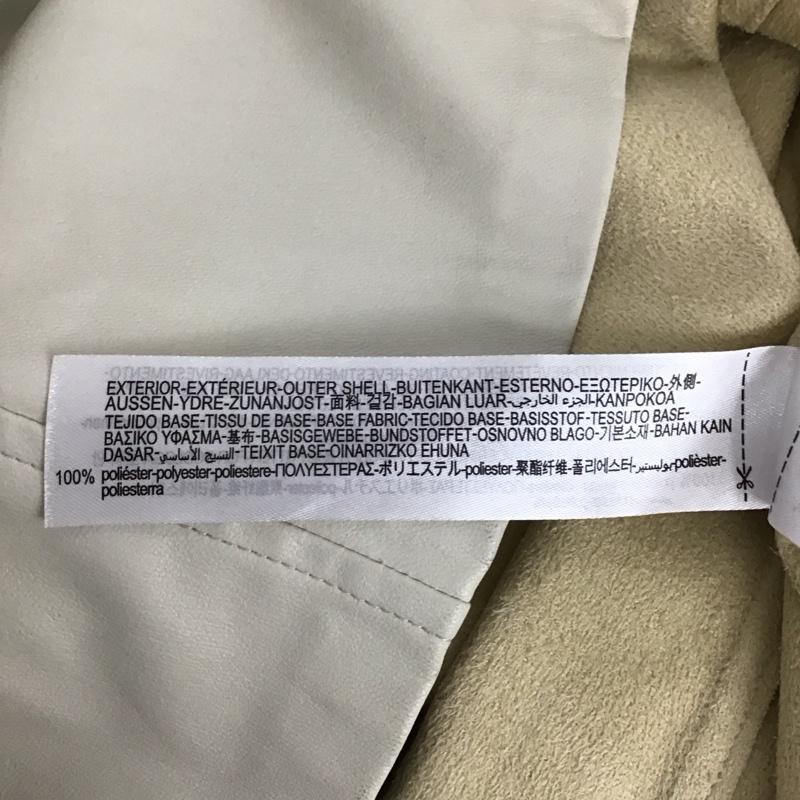 EXTERIOR-EXTÉRIEUR-OUTER SHELL-BUITENKANT-ESTERNO-ΕΞΩΤΕΡΙΚΟ-外側-
AUSSEN-YDRE-ZUNANJOST-面料-겉감-BAGIAN LUAR-الجزء الخارجي-KANPOKOA
TEJIDO BASE-TISSU DE BASE-BASE FABRIC-TECIDO BASE-BASISSTOF-TESSUTO BASE-
ΒΑΣΙΚΟ ΥΦΑΣΜΑ-基布-BASISGEWEBE-BUNDSTOFFET-OSNOVNO BLAGO-기본소재-BAHAN KAIN
DASAR-النسيج الأساسي-TEIXIT BASE-OINARRIZKO EHUNA
100% poliéster-polyester-poliestere-ΠΟΛΥΕΣΤΕΡΑΣ-ポリエステル-poliester-聚酯纤维-폴리에스타-بوليستير-polièster-
poliesterra